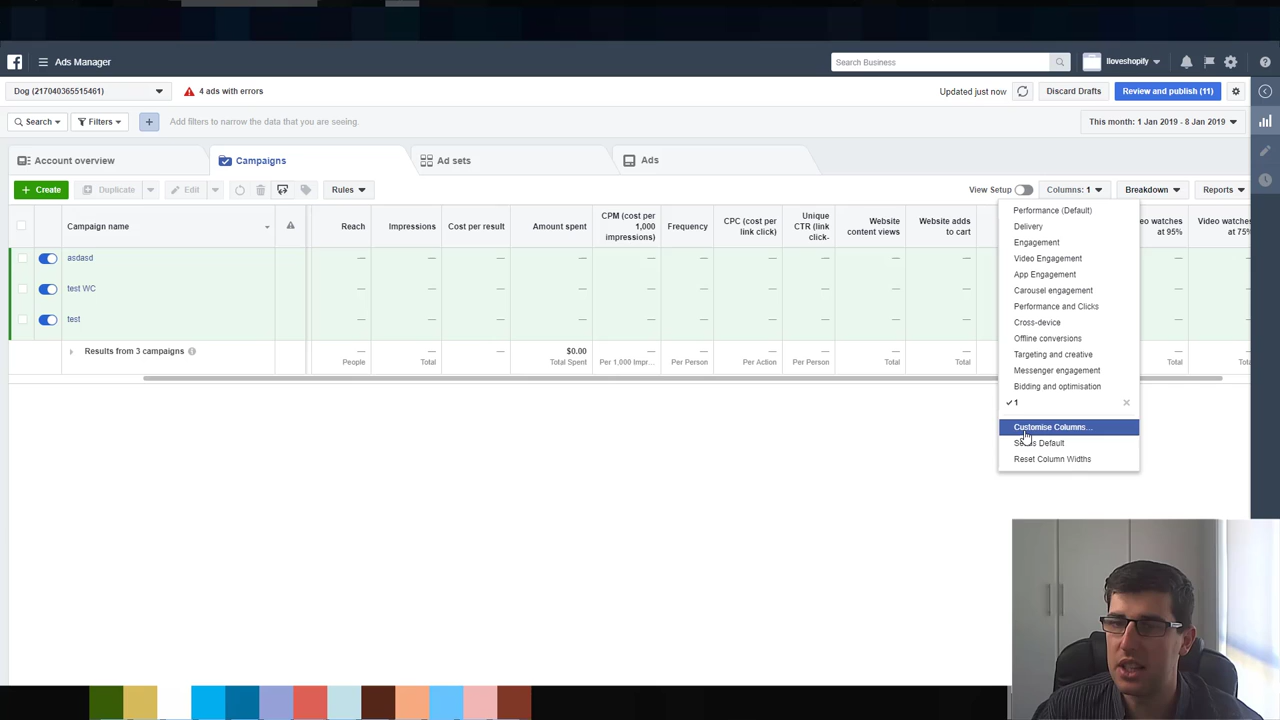 Ads Manager
Search Business
Iloveshopify
Dog (217040365515461)
4 ads with errors
Updated just now
Discard Drafts
Review and publish (11)
Search
Filters
Add filters to narrow the data that you are seeing.
This month: 1 Jan 2019 - 8 Jan 2019
Account overview
Campaigns
Ad sets
Ads
+ Create
Duplicate
Edit
Rules
View Setup
Columns: 1
Breakdown
Reports
Campaign name
Reach
Impressions
Cost per result
Amount spent
CPM (cost per
1,000
impressions)
Frequency
CPC (cost per
link click)
Unique
CTR (link
click-
Website
content views
Website adds
to cart
watches
at 95%
Video watches
at 75%
asdasd
test WC
test
Results from 3 campaigns
People
Total
$0.00
Total Spent
Per 1,000 Impr...
Per Person
Per Action
Per Person
Total
Total
Total
Total
Performance (Default)
Delivery
Engagement
Video Engagement
App Engagement
Carousel engagement
Performance and Clicks
Cross-device
Offline conversions
Targeting and creative
Messenger engagement
Bidding and optimisation
1
Customise Columns...
Default
Reset Column Widths